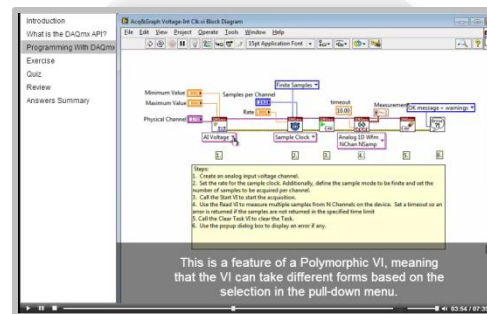 Introduction
What is the DAQmx API?
Programming With DAQmx
Exercise
Quiz
Review
Answers Summary
Acq&Graph Voltage-Int Clk.vi Block Diagram
File Edit View Project Operate Tools Window Help
15pt Application Font
Finite Samples
Minimum Value
Samples per Channel
Maximum Value
Rate
timeout
10.00
Measurement
OK message + warnings
Physical Channel
AI Voltage
Sample Clock
Analog 1D Wfm
NChan NSamp
1.
2.
3.
4.
5.
6.
Steps:
1. Create an analog input voltage channel.
2. Set the rate for the sample clock. Additionally, define the sample mode to be finite and set the
number of samples to be acquired per channel.
3. Call the Start VI to start the acquisition.
4. Use the Read VI to measure multiple samples from N Channels on the device. Set a timeout so an
error is returned if the samples are not returned in the specified time limit
5. Call the Clear Task VI to clear the Task.
6. Use the popup dialog box to display an error if any.
This is a feature of a Polymorphic VI, meaning
that the VI can take different forms based on the
selection in the pull-down menu.